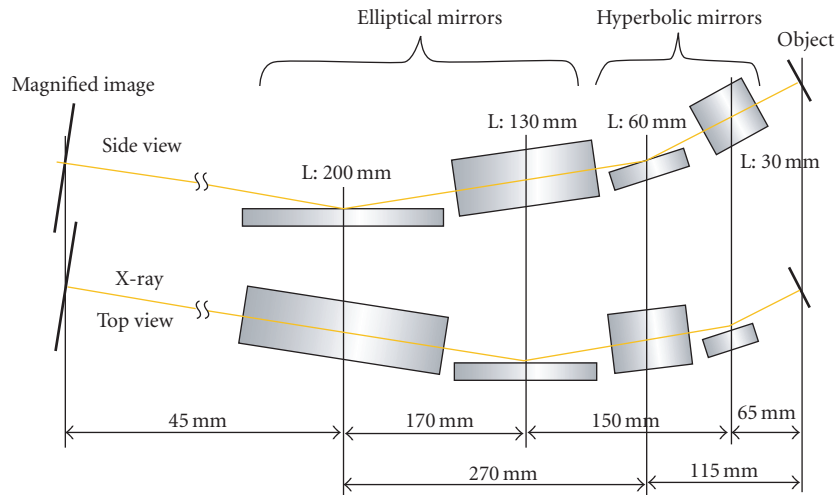 Elliptical mirrors
Hyperbolic mirrors
Object
Magnified image
Side view
L: 200 mm
L: 130 mm
L: 60 mm
L: 30 mm
X-ray
Top view
45 mm
170 mm
150 mm
65 mm
270 mm
115 mm